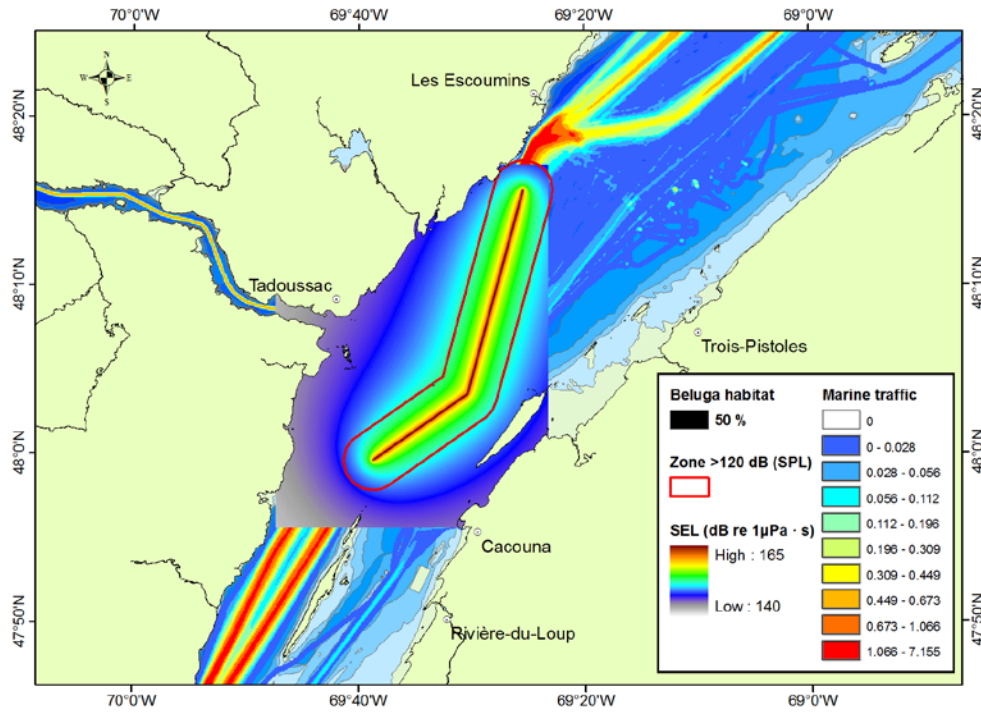 70°0'W 69°40'W 69°20'W 69°0'W
N
W E
S
Les Escoumins
48°20'N 48°20'N
Tadoussac
48°10'N 48°10'N
Trois-Pistoles
48°0'N 48°0'N
Cacouna
Rivière-du-Loup
47°50'N 47°50'N
Beluga habitat
50 %
Zone >120 dB (SPL)
SEL (dB re 1µPa · s)
High : 165
Low : 140
Marine traffic
0
0 - 0.028
0.028 - 0.056
0.056 - 0.112
0.112 - 0.196
0.196 - 0.309
0.309 - 0.449
0.449 - 0.673
0.673 - 1.066
1.066 - 7.155
70°0'W 69°40'W 69°20'W 69°0'W